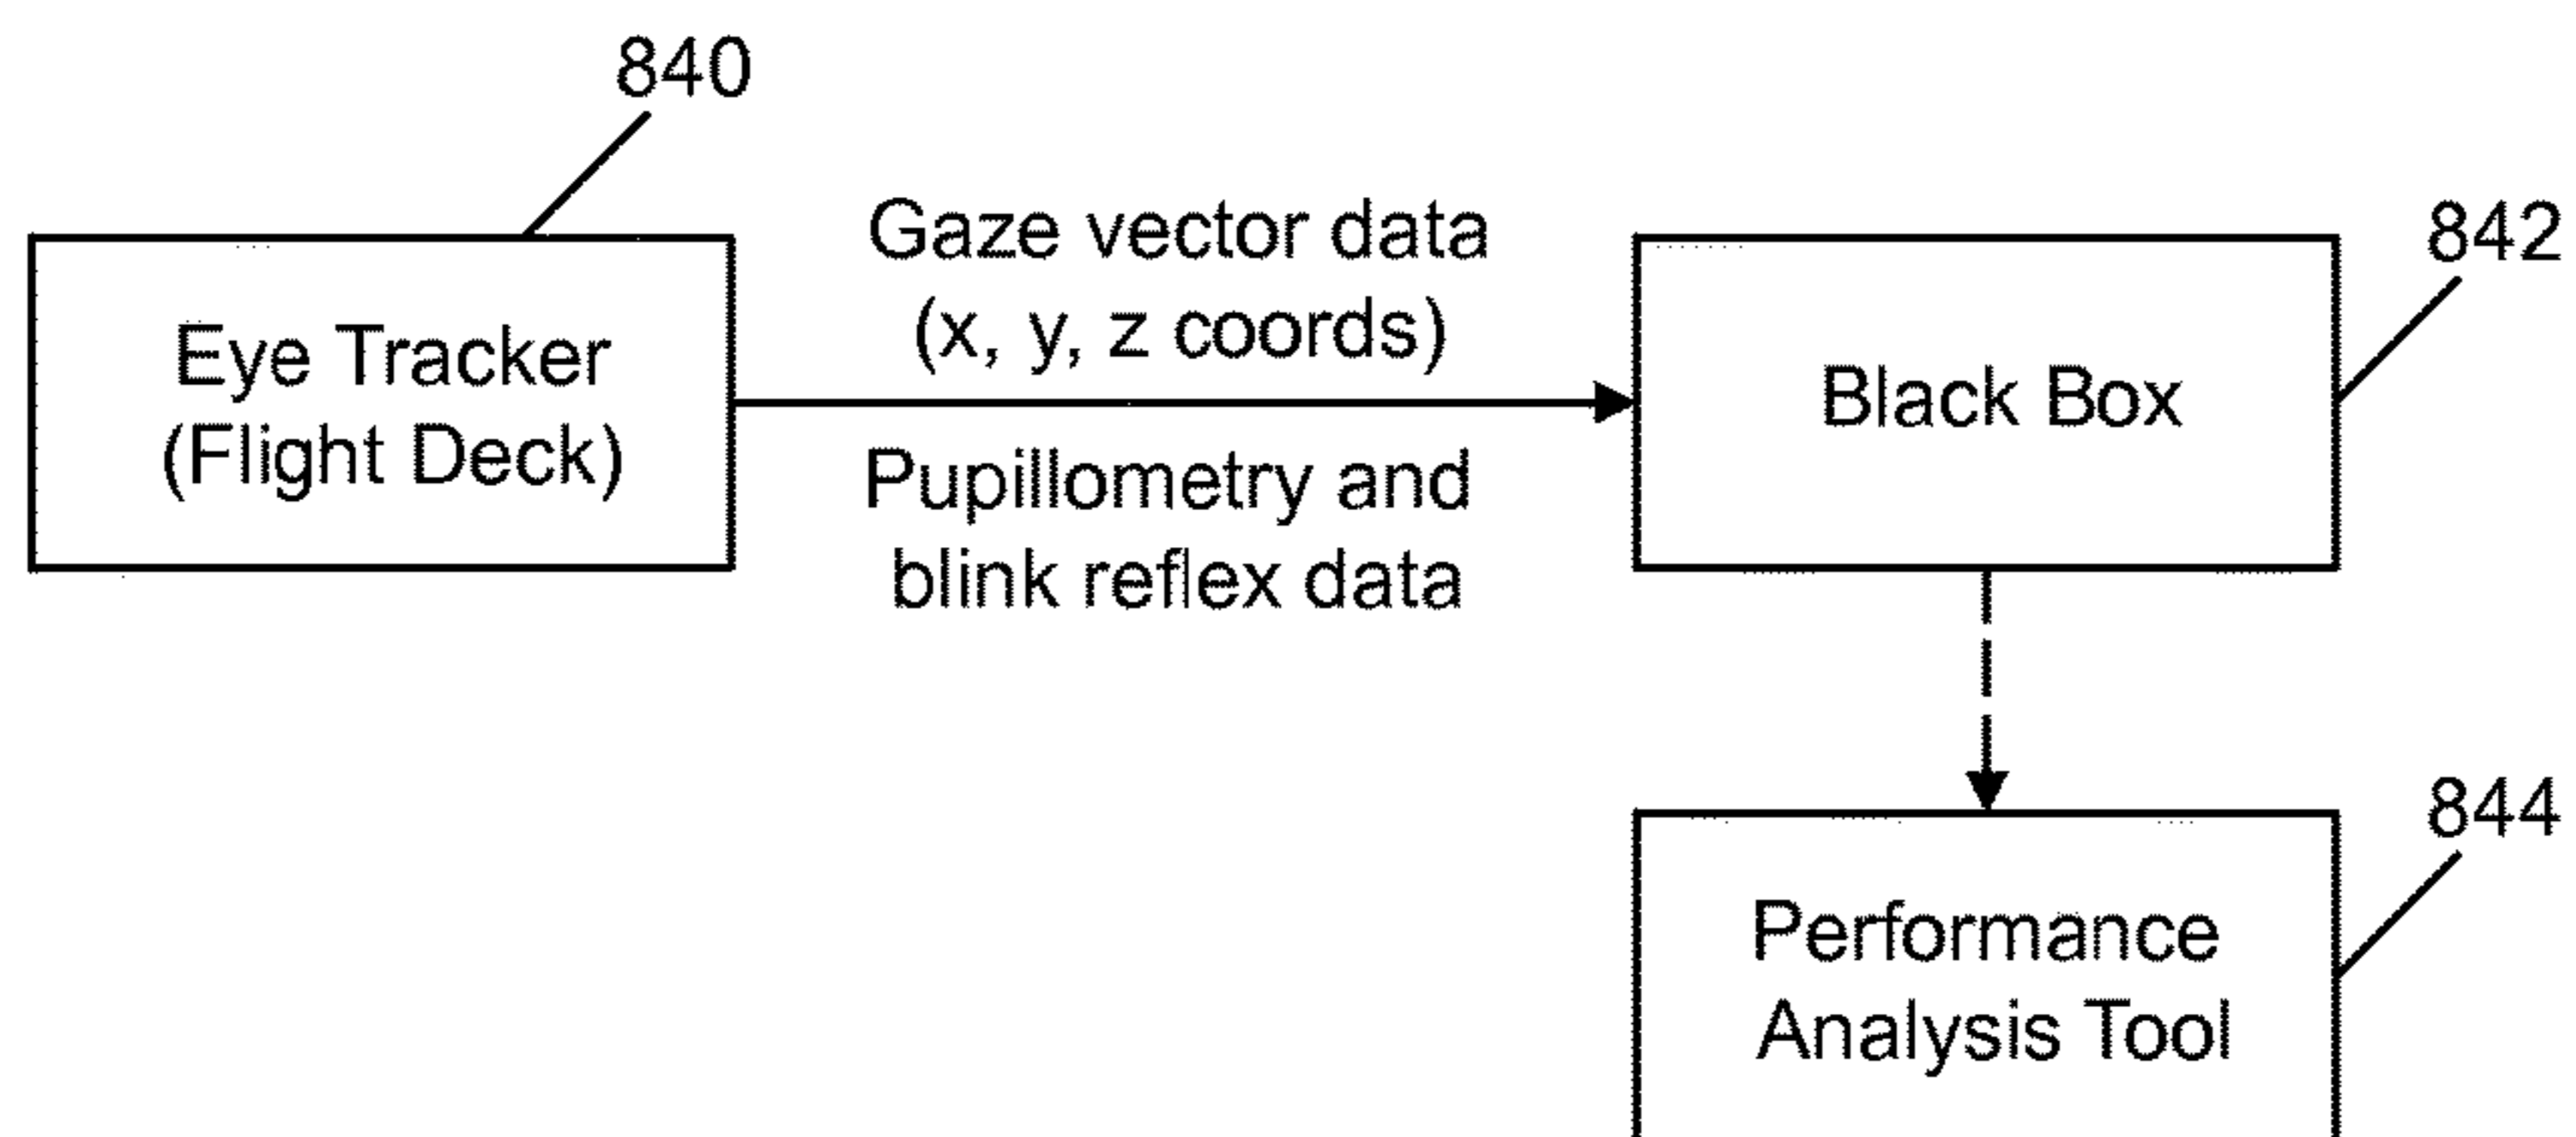 840
Eye Tracker
(Flight Deck)
Gaze vector data
(x, y, z coords)
Pupillometry and
blink reflex data
842
Black Box
844
Performance
Analysis Tool